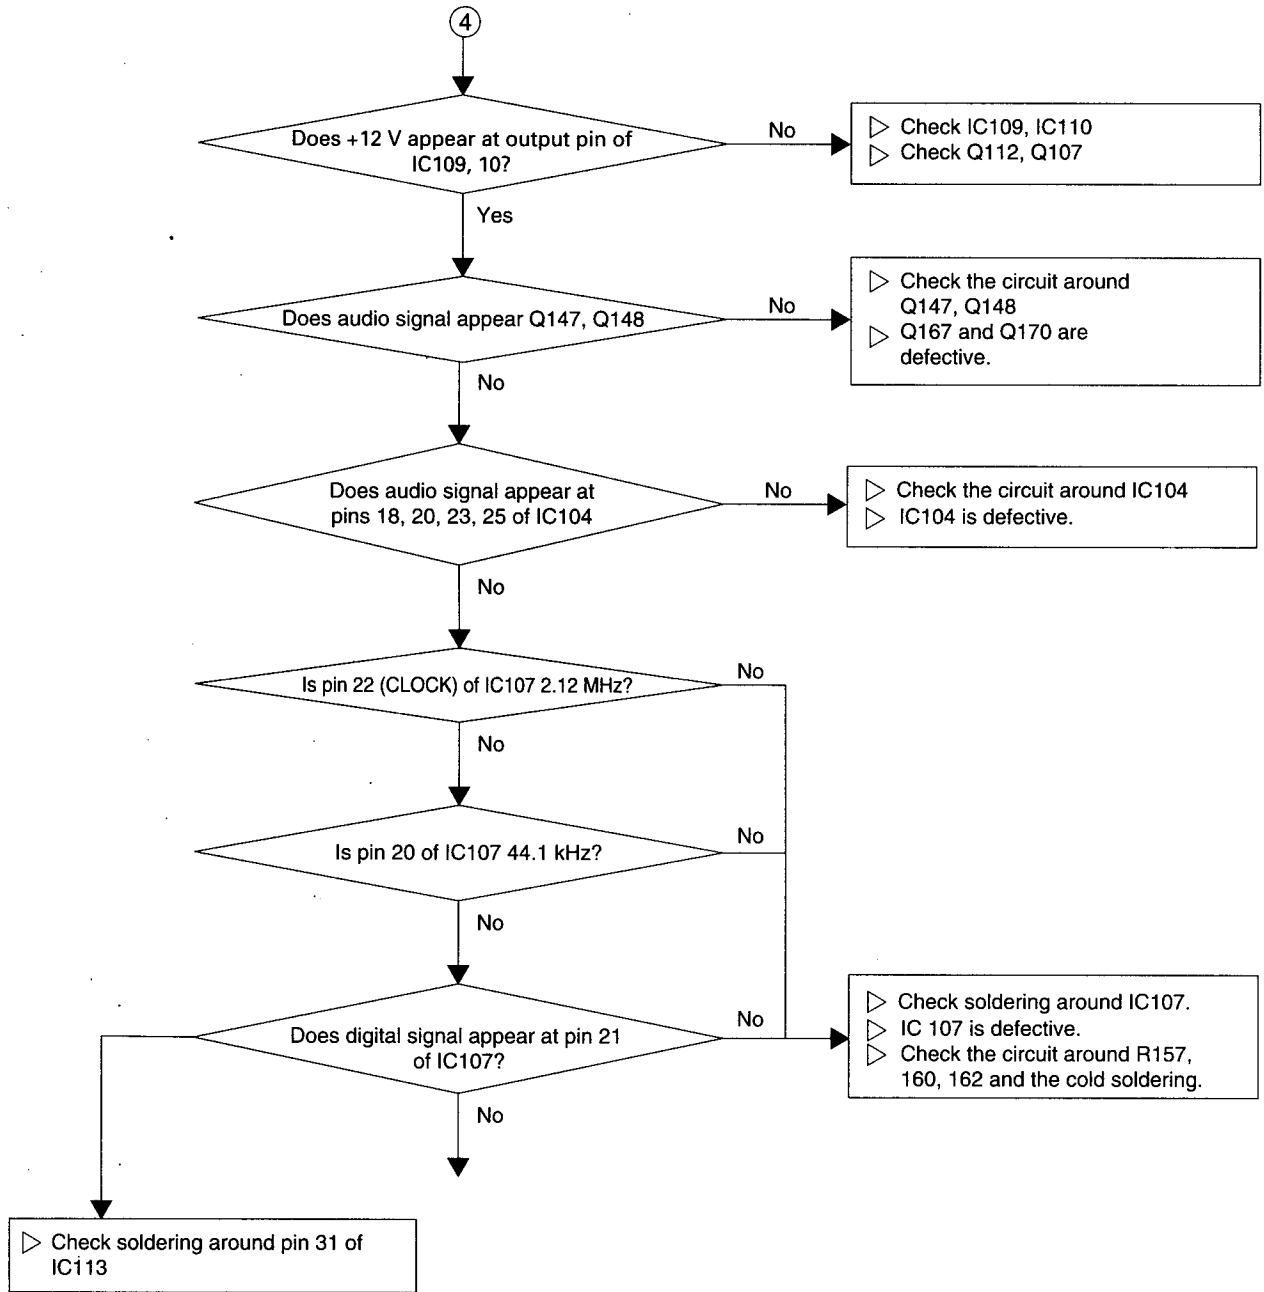 4
Does +12 V appear at output pin of
IC109, 10?
No
▷ Check IC109, IC110
▷ Check Q112, Q107
Yes
Does audio signal appear Q147, Q148
No
▷ Check the circuit around
Q147, Q148
▷ Q167 and Q170 are
defective.
No
Does audio signal appear at
pins 18, 20, 23, 25 of IC104
No
▷ Check the circuit around IC104
▷ IC104 is defective.
No
Is pin 22 (CLOCK) of IC107 2.12 MHz?
No
No
Is pin 20 of IC107 44.1 kHz?
No
No
Does digital signal appear at pin 21
of IC107?
No
▷ Check soldering around IC107.
▷ IC 107 is defective.
▷ Check the circuit around R157,
160, 162 and the cold soldering.
No
▷ Check soldering around pin 31 of
IC113